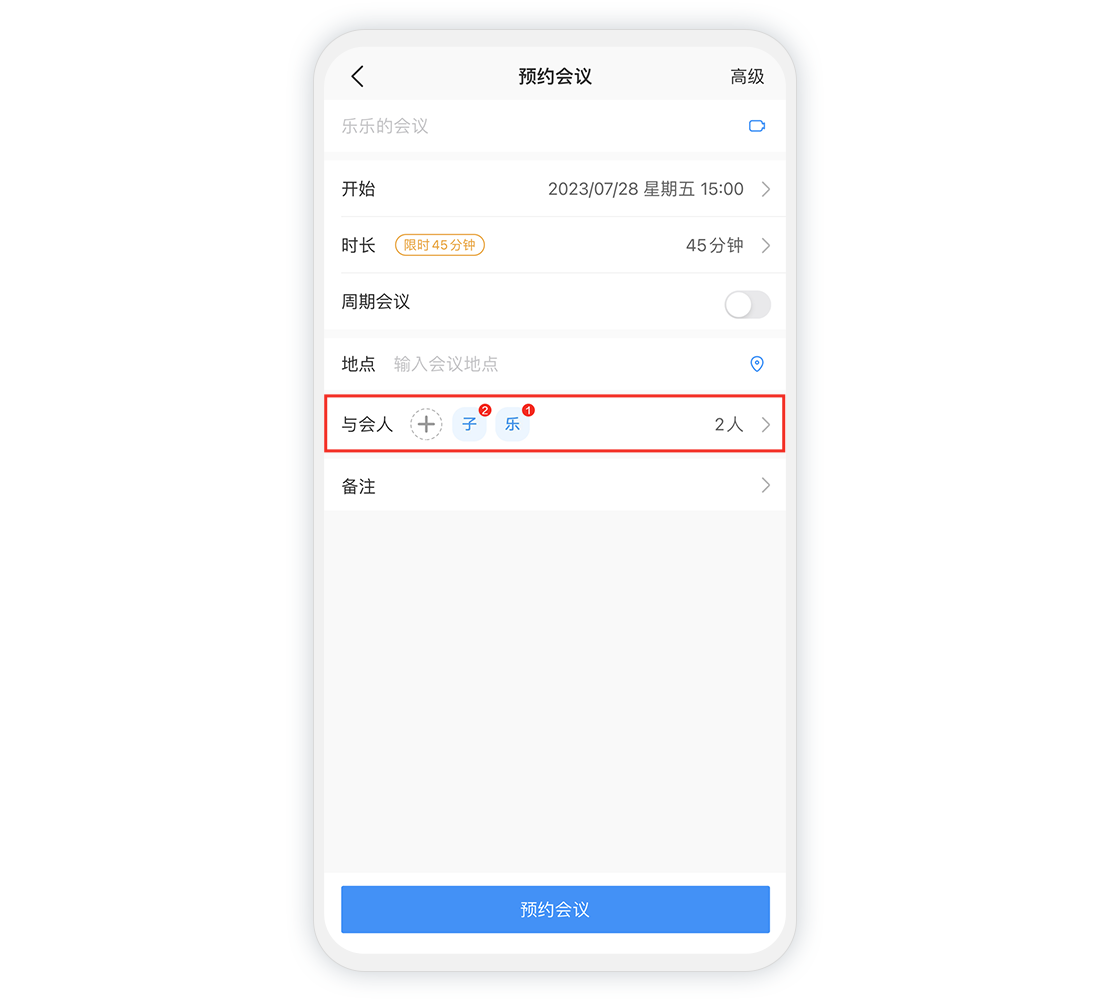 预约会议 高级
乐乐的会议
开始 2023/07/28 星期五 15:00
时长 限时45分钟 45分钟
周期会议
地点 输入会议地点
与会人 子 2 乐 1 2人
备注
预约会议